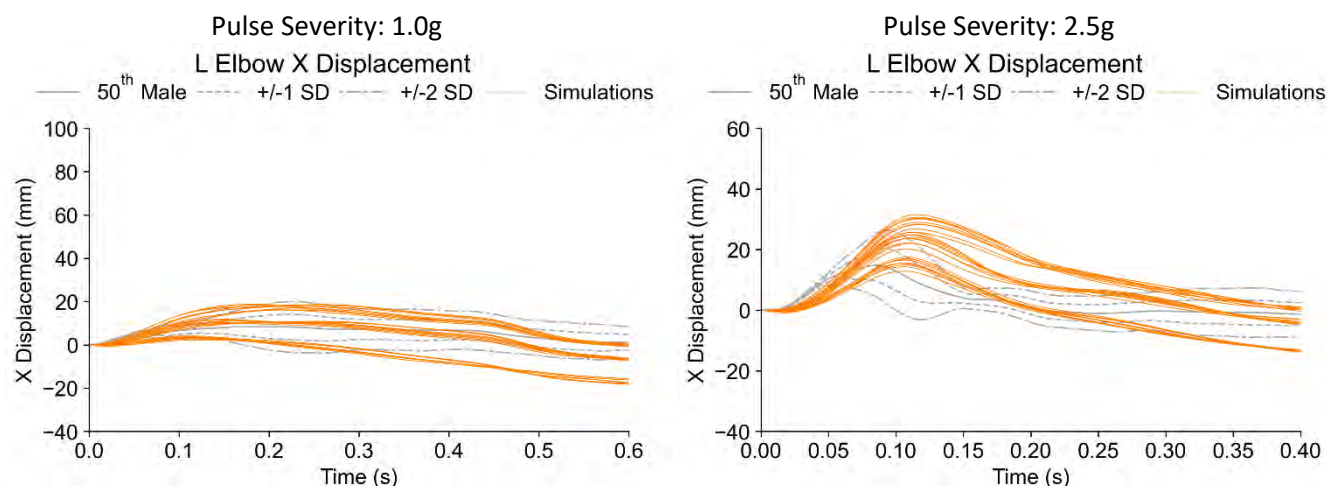 Pulse Severity: 1.0g
L Elbow X Displacement
50th Male +/-1 SD +/-2 SD Simulations
X Displacement (mm)
100
80
60
40
20
0
−20
−40
0.0 0.1 0.2 0.3 0.4 0.5 0.6
Time (s)
Pulse Severity: 2.5g
L Elbow X Displacement
50th Male +/-1 SD +/-2 SD Simulations
X Displacement (mm)
60
40
20
0
−20
−40
0.00 0.05 0.10 0.15 0.20 0.25 0.30 0.35 0.40
Time (s)